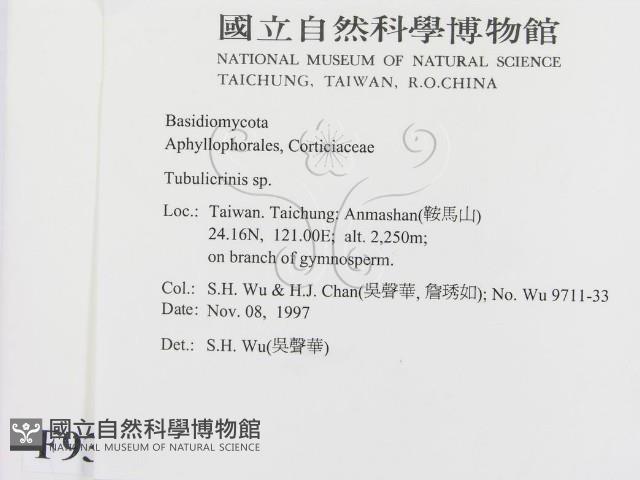 國立自然科學博物館
NATIONAL MUSEUM OF NATURAL SCIENCE
TAICHUNG, TAIWAN, R.O.CHINA
Basidiomycota
Aphyllophorales, Corticiaceae
Tubulicrinis sp.
Loc.: Taiwan. Taichung: Anmashan(鞍馬山)
24.16N, 121.00E; alt. 2,250m;
on branch of gymnosperm.
Col.: S.H. Wu & H.J. Chan(吳聲華, 詹琇如); No. Wu 9711-33
Date: Nov. 08, 1997
Det.: S.H. Wu(吳聲華)
國立自然科學博物館
NATIONAL MUSEUM OF NATURAL SCIENCE